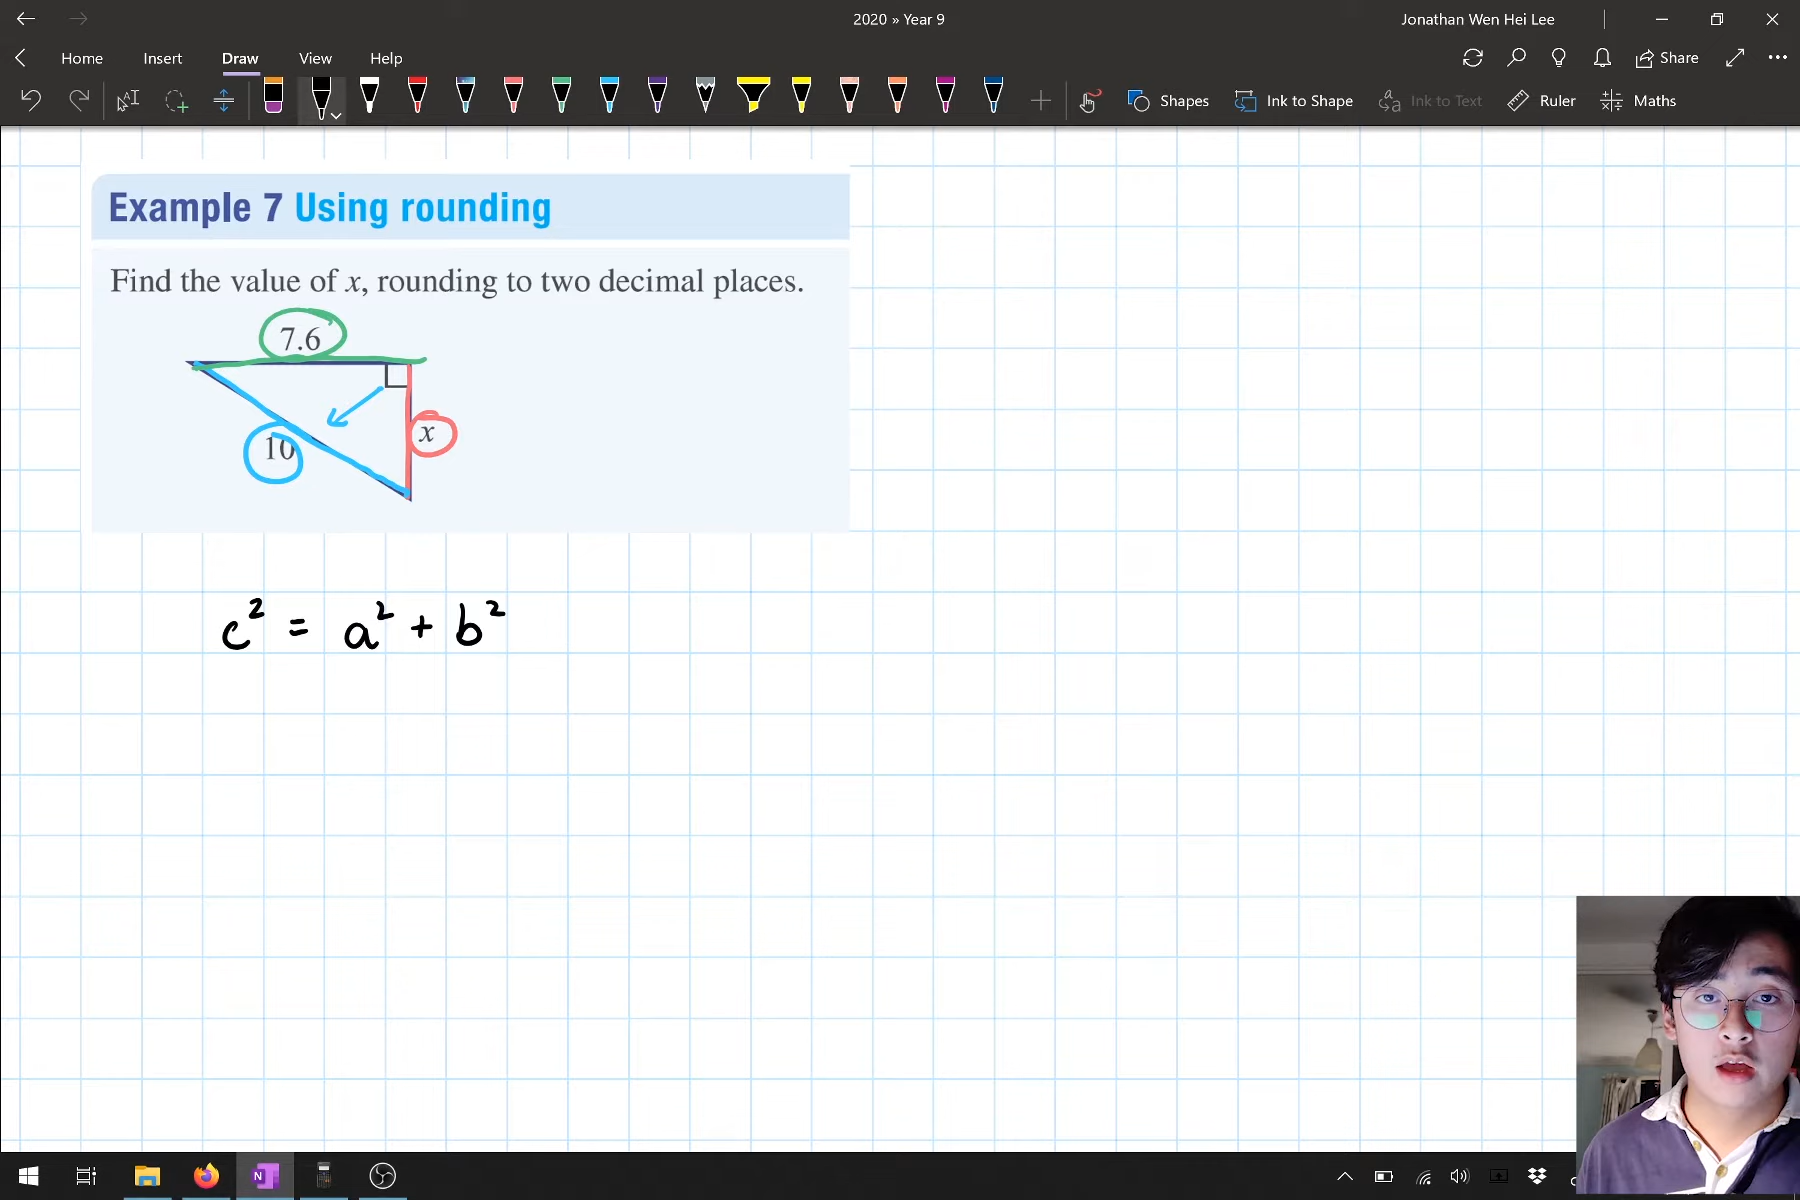 2020 » Year 9
Jonathan Wen Hei Lee
Home Insert Draw View Help
Share
Shapes Ink to Shape Ink to Text Ruler Maths
Example 7 Using rounding
Find the value of x, rounding to two decimal places.
7.6
x
10
c² = a² + b²